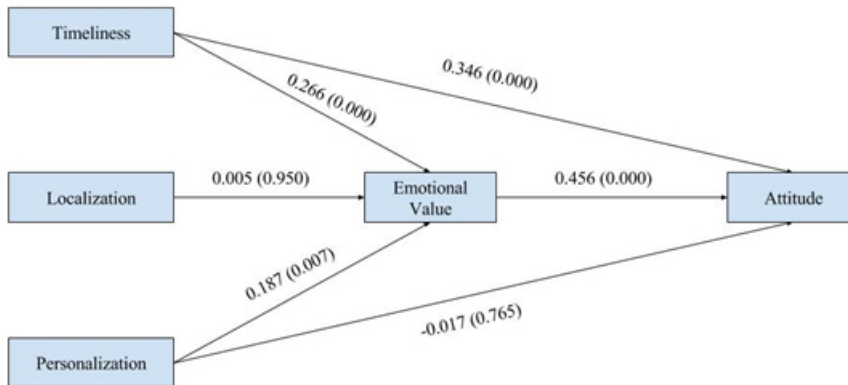 Timeliness
0.346 (0.000)
0.266 (0.000)
Localization
0.005 (0.950)
Emotional
Value
0.456 (0.000)
Attitude
0.187 (0.007)
-0.017 (0.765)
Personalization